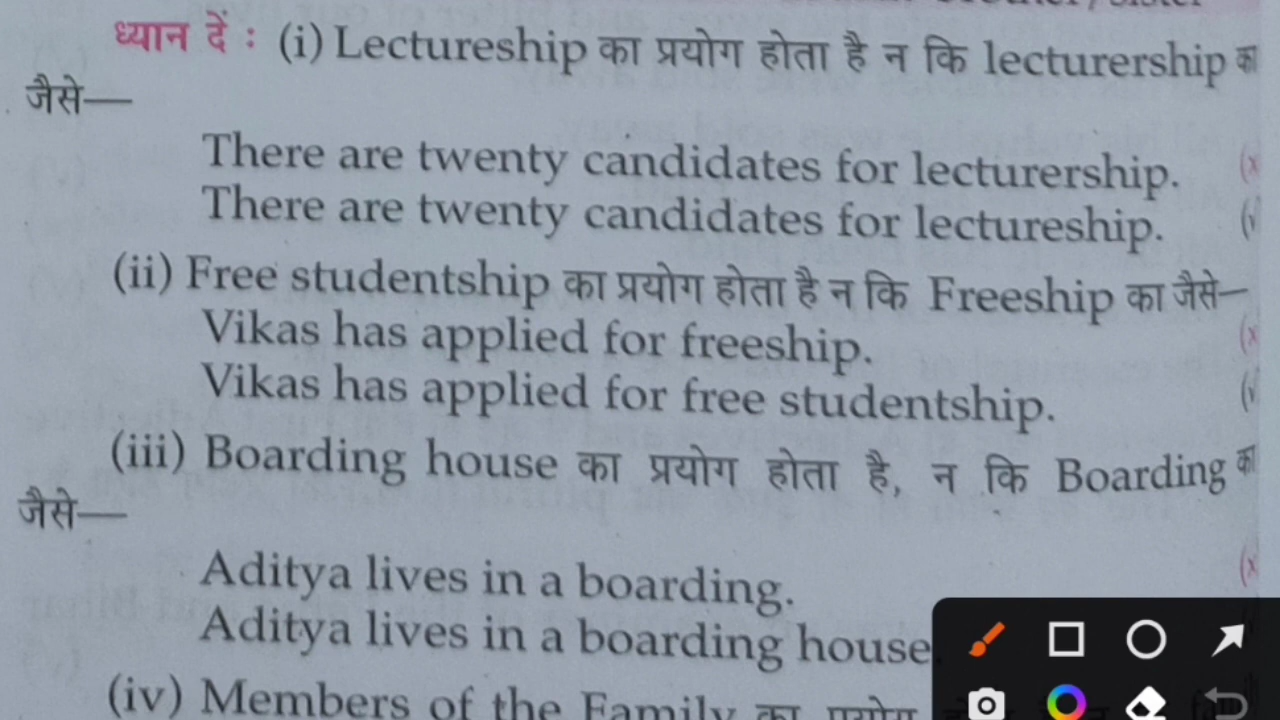 ध्यान दें : (i) Lectureship का प्रयोग होता है न कि lecturership का
जैसे—
There are twenty candidates for lecturership. (x
There are twenty candidates for lectureship. (v
(ii) Free studentship का प्रयोग होता है न कि Freeship का जैसे—
Vikas has applied for freeship. (x
Vikas has applied for free studentship. (v
(iii) Boarding house का प्रयोग होता है, न कि Boarding का
जैसे—
Aditya lives in a boarding. (x
Aditya lives in a boarding house
(iv) Members of the Family का प्रयोग